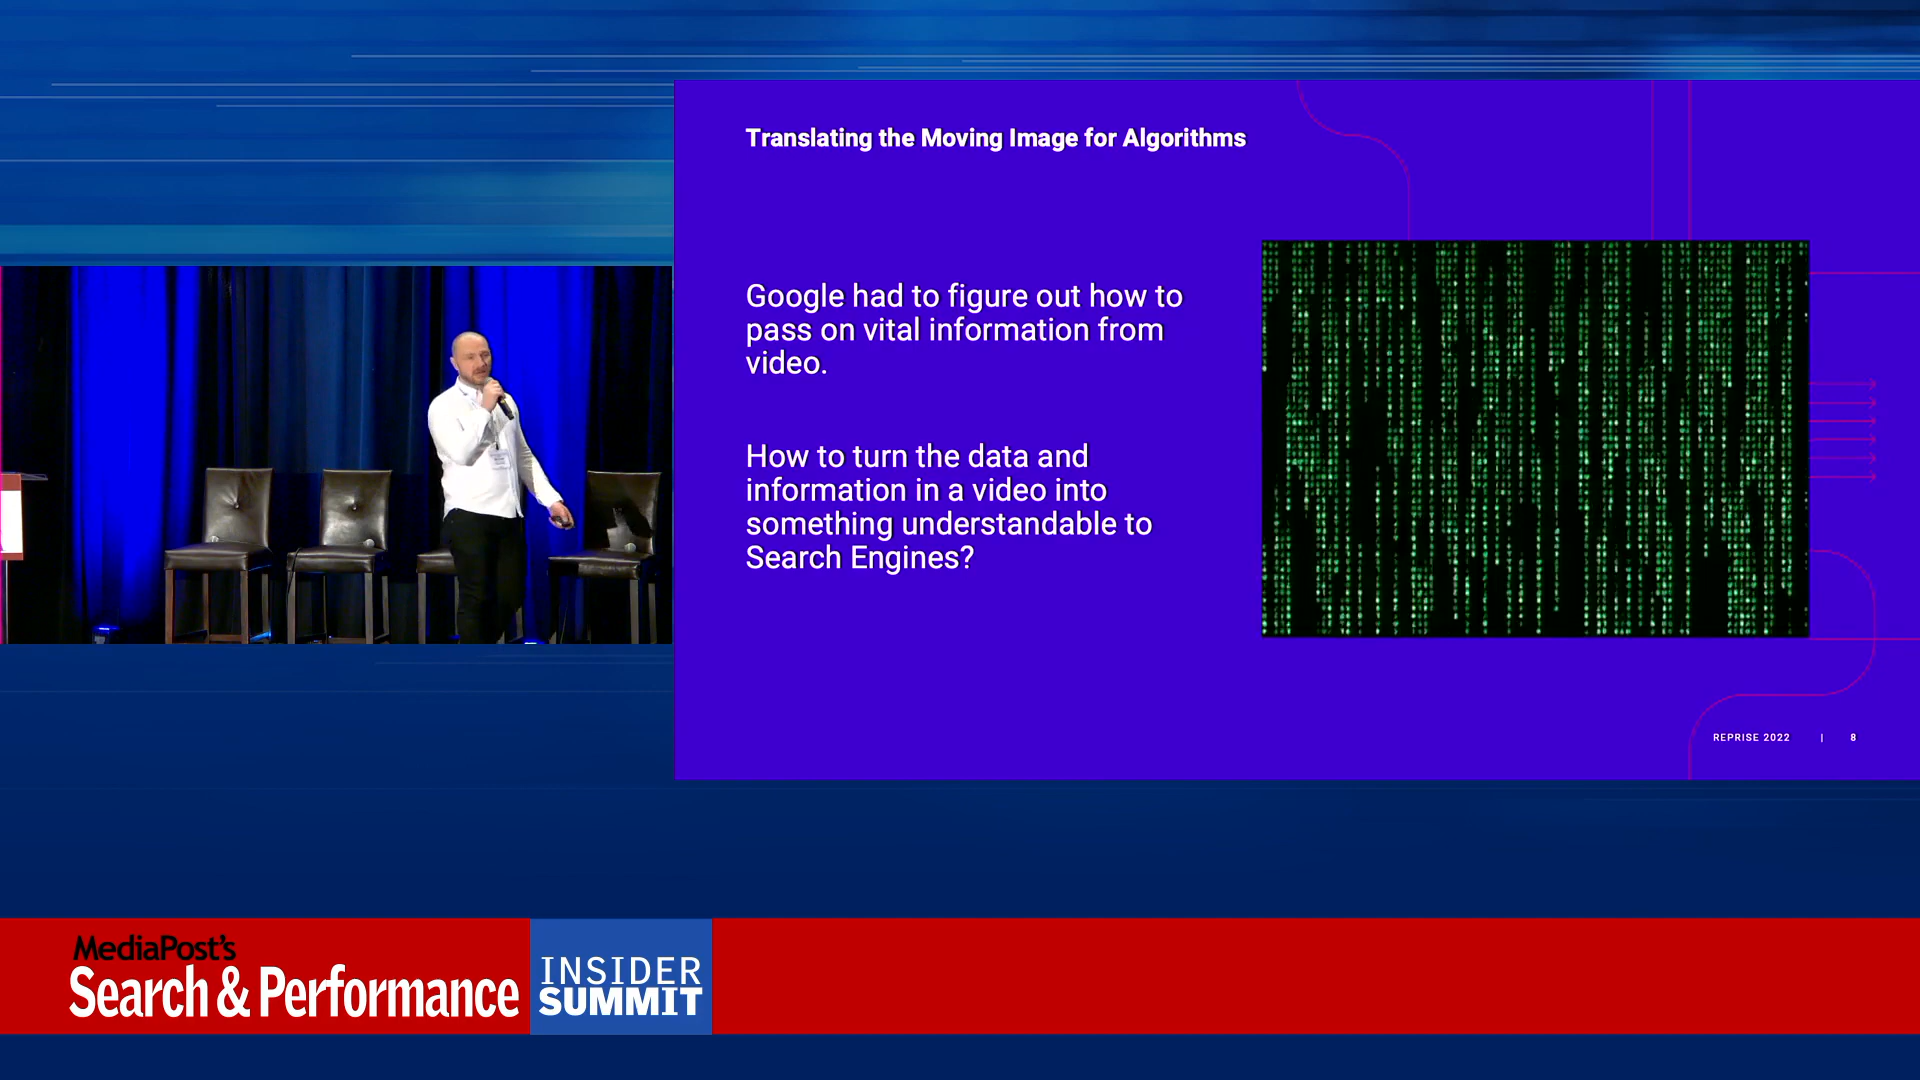 Translating the Moving Image for Algorithms
Google had to figure out how to
pass on vital information from
video.
How to turn the data and
information in a video into
something understandable to
Search Engines?
REPRISE 2022 | 8
MediaPost's
Search & Performance
INSIDER
SUMMIT